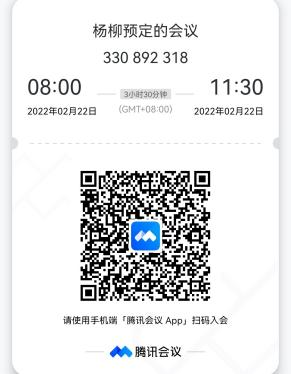 杨柳预定的会议
330 892 318
08:00 3小时30分钟 11:30
2022年02月22日 (GMT+08:00) 2022年02月22日
请使用手机端「腾讯会议 App」扫码入会
腾讯会议